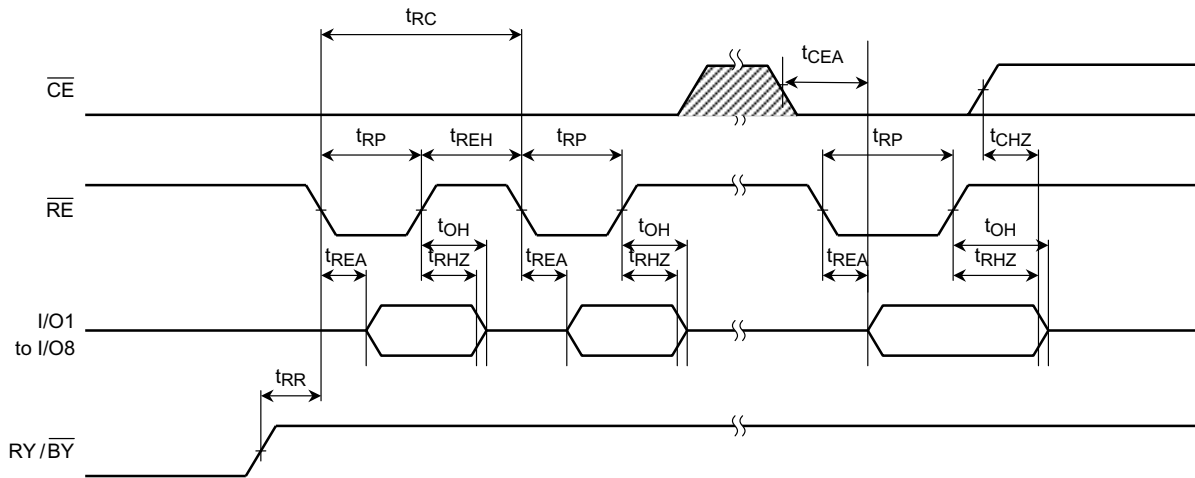 tRC
tCEA
CE
tRP tREH tRP tRP tCHZ
RE
tOH tOH tOH
tREA tRHZ tREA tRHZ tREA tRHZ
I/O1
to I/O8
tRR
RY/BY